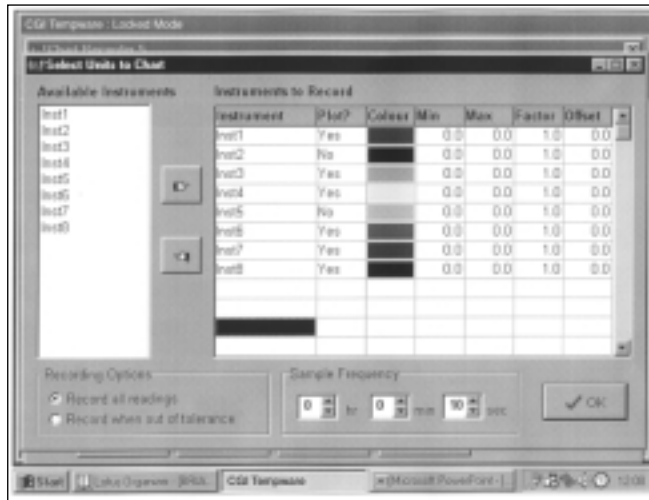 CGI Tempware : Locked Mode
Select Units to Chart
Available Instruments
Instruments to Record
Inst1
Inst2
Inst3
Inst4
Inst5
Inst6
Inst7
Inst8
Instrument Plot? Colour Min Max Factor Offset
Inst1 Yes 0.0 0.0 1.0 0.0
Inst2 No 0.0 0.0 1.0 0.0
Inst3 Yes 0.0 0.0 1.0 0.0
Inst4 Yes 0.0 0.0 1.0 0.0
Inst5 No 0.0 0.0 1.0 0.0
Inst6 Yes 0.0 0.0 1.0 0.0
Inst7 Yes 0.0 0.0 1.0 0.0
Inst8 Yes 0.0 0.0 1.0 0.0
Recording Options
Record all readings
Record when out of tolerance
Sample Frequency
0 hr 0 min 10 sec
OK
Start
Lotus Organizer
CGI Tempware
Microsoft PowerPoint
12:08